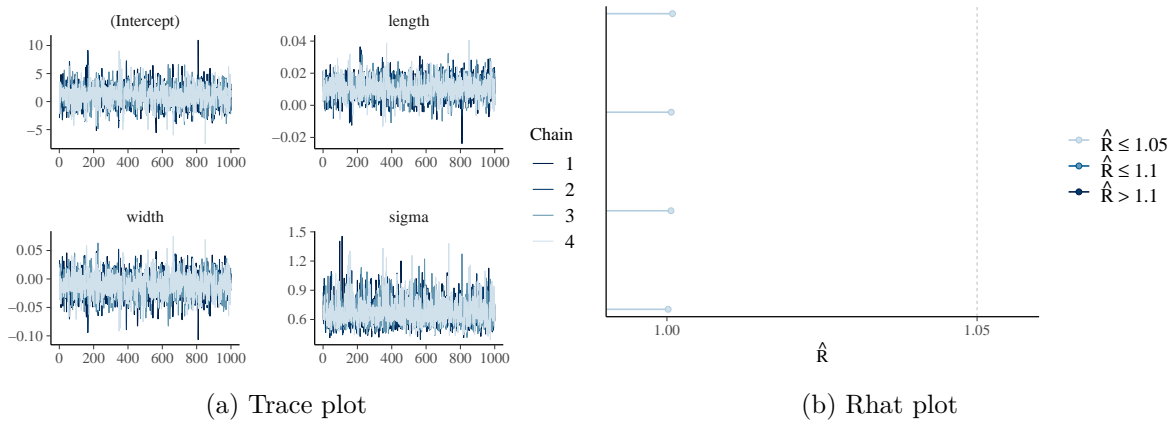 (Intercept)
10
5
0
−5
0 200 400 600 800 1000
length
0.04
0.02
0.00
−0.02
0 200 400 600 800 1000
width
0.05
0.00
−0.05
−0.10
0 200 400 600 800 1000
sigma
1.5
1.2
0.9
0.6
0 200 400 600 800 1000
Chain
1
2
3
4
(a) Trace plot
1.00 1.05
R̂
R̂ ≤ 1.05
R̂ ≤ 1.1
R̂ > 1.1
(b) Rhat plot